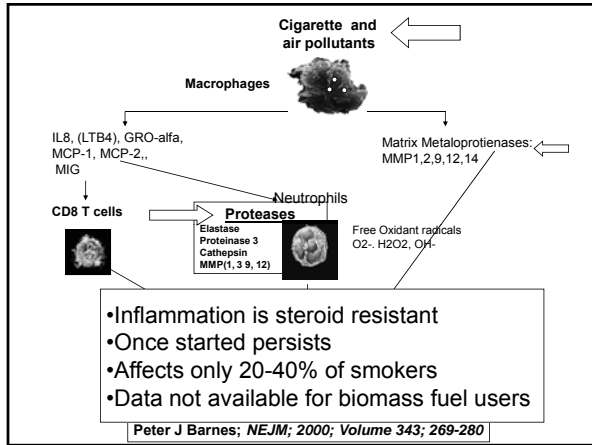 Cigarette and
air pollutants
Macrophages
IL8, (LTB4), GRO-alfa,
MCP-1, MCP-2,,
MIG
Matrix Metaloprotienases:
MMP1,2,9,12,14
CD8 T cells
Neutrophils
Proteases
Elastase
Proteinase 3
Cathepsin
MMP(1, 3 9, 12)
Free Oxidant radicals
O2-. H2O2, OH-
•Inflammation is steroid resistant
•Once started persists
•Affects only 20-40% of smokers
•Data not available for biomass fuel users
Peter J Barnes; NEJM; 2000; Volume 343; 269-280